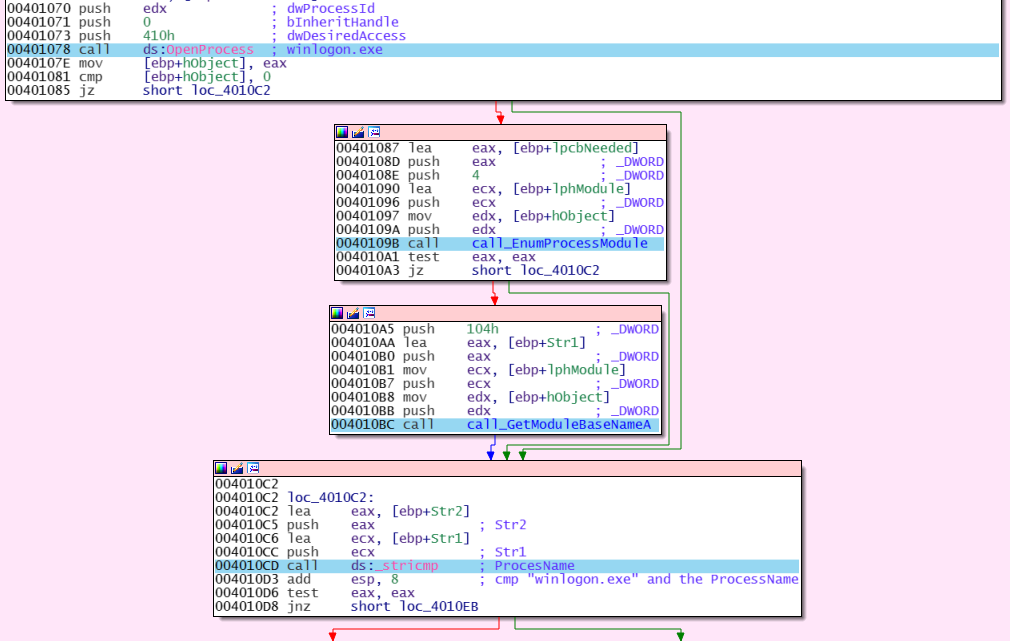 00401070 push edx ; dwProcessId
00401071 push 0 ; bInheritHandle
00401073 push 410h ; dwDesiredAccess
00401078 call ds:OpenProcess ; winlogon.exe
0040107E mov [ebp+hObject], eax
00401081 cmp [ebp+hObject], 0
00401085 jz short loc_4010C2
00401087 lea eax, [ebp+lpcbNeeded]
0040108D push eax ; _DWORD
0040108E push 4 ; _DWORD
00401090 lea ecx, [ebp+lphModule]
00401096 push ecx ; _DWORD
00401097 mov edx, [ebp+hObject]
0040109A push edx ; _DWORD
0040109B call call_EnumProcessModule
004010A1 test eax, eax
004010A3 jz short loc_4010C2
004010A5 push 104h ; _DWORD
004010AA lea eax, [ebp+Str1]
004010B0 push eax ; _DWORD
004010B1 mov ecx, [ebp+lphModule]
004010B7 push ecx ; _DWORD
004010B8 mov edx, [ebp+hObject]
004010BB push edx ; _DWORD
004010BC call call_GetModuleBaseNameA
004010C2
004010C2 loc_4010C2:
004010C2 lea eax, [ebp+Str2]
004010C5 push eax ; Str2
004010C6 lea ecx, [ebp+Str1]
004010CC push ecx ; Str1
004010CD call ds:_stricmp ; ProcesName
004010D3 add esp, 8 ; cmp "winlogon.exe" and the ProcessName
004010D6 test eax, eax
004010D8 jnz short loc_4010EB